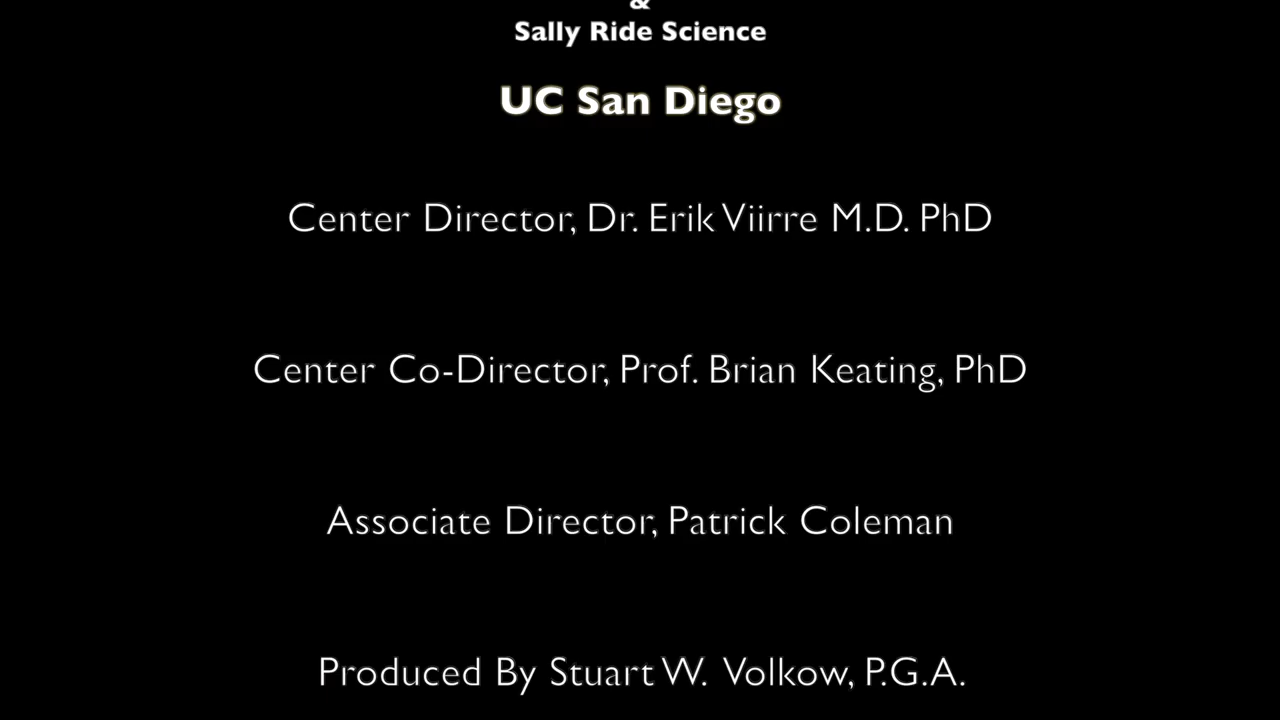 &
Sally Ride Science
UC San Diego
Center Director, Dr. Erik Viirre M.D. PhD
Center Co-Director, Prof. Brian Keating, PhD
Associate Director, Patrick Coleman
Produced By Stuart W. Volkow, P.G.A.